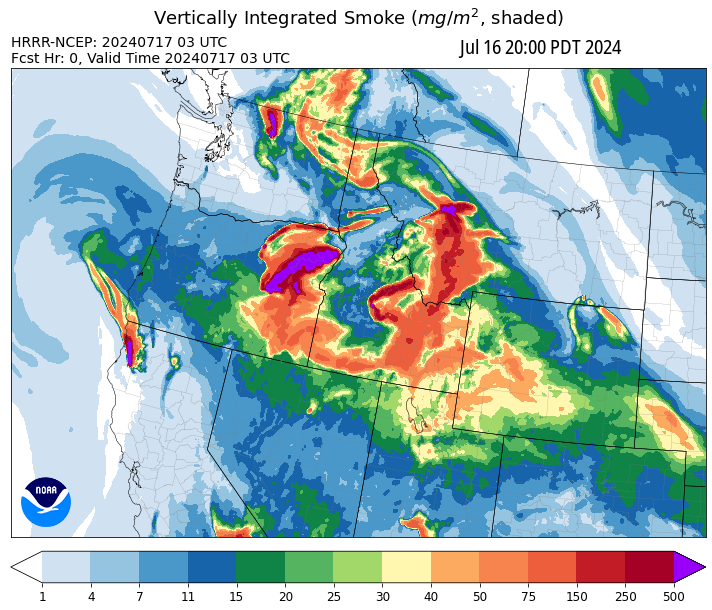 Vertically Integrated Smoke (mg/m², shaded)
HRRR-NCEP: 20240717 03 UTC
Fcst Hr: 0, Valid Time 20240717 03 UTC
Jul 16 20:00 PDT 2024
NOAA
1 4 7 11 15 20 25 30 40 50 75 150 250 500